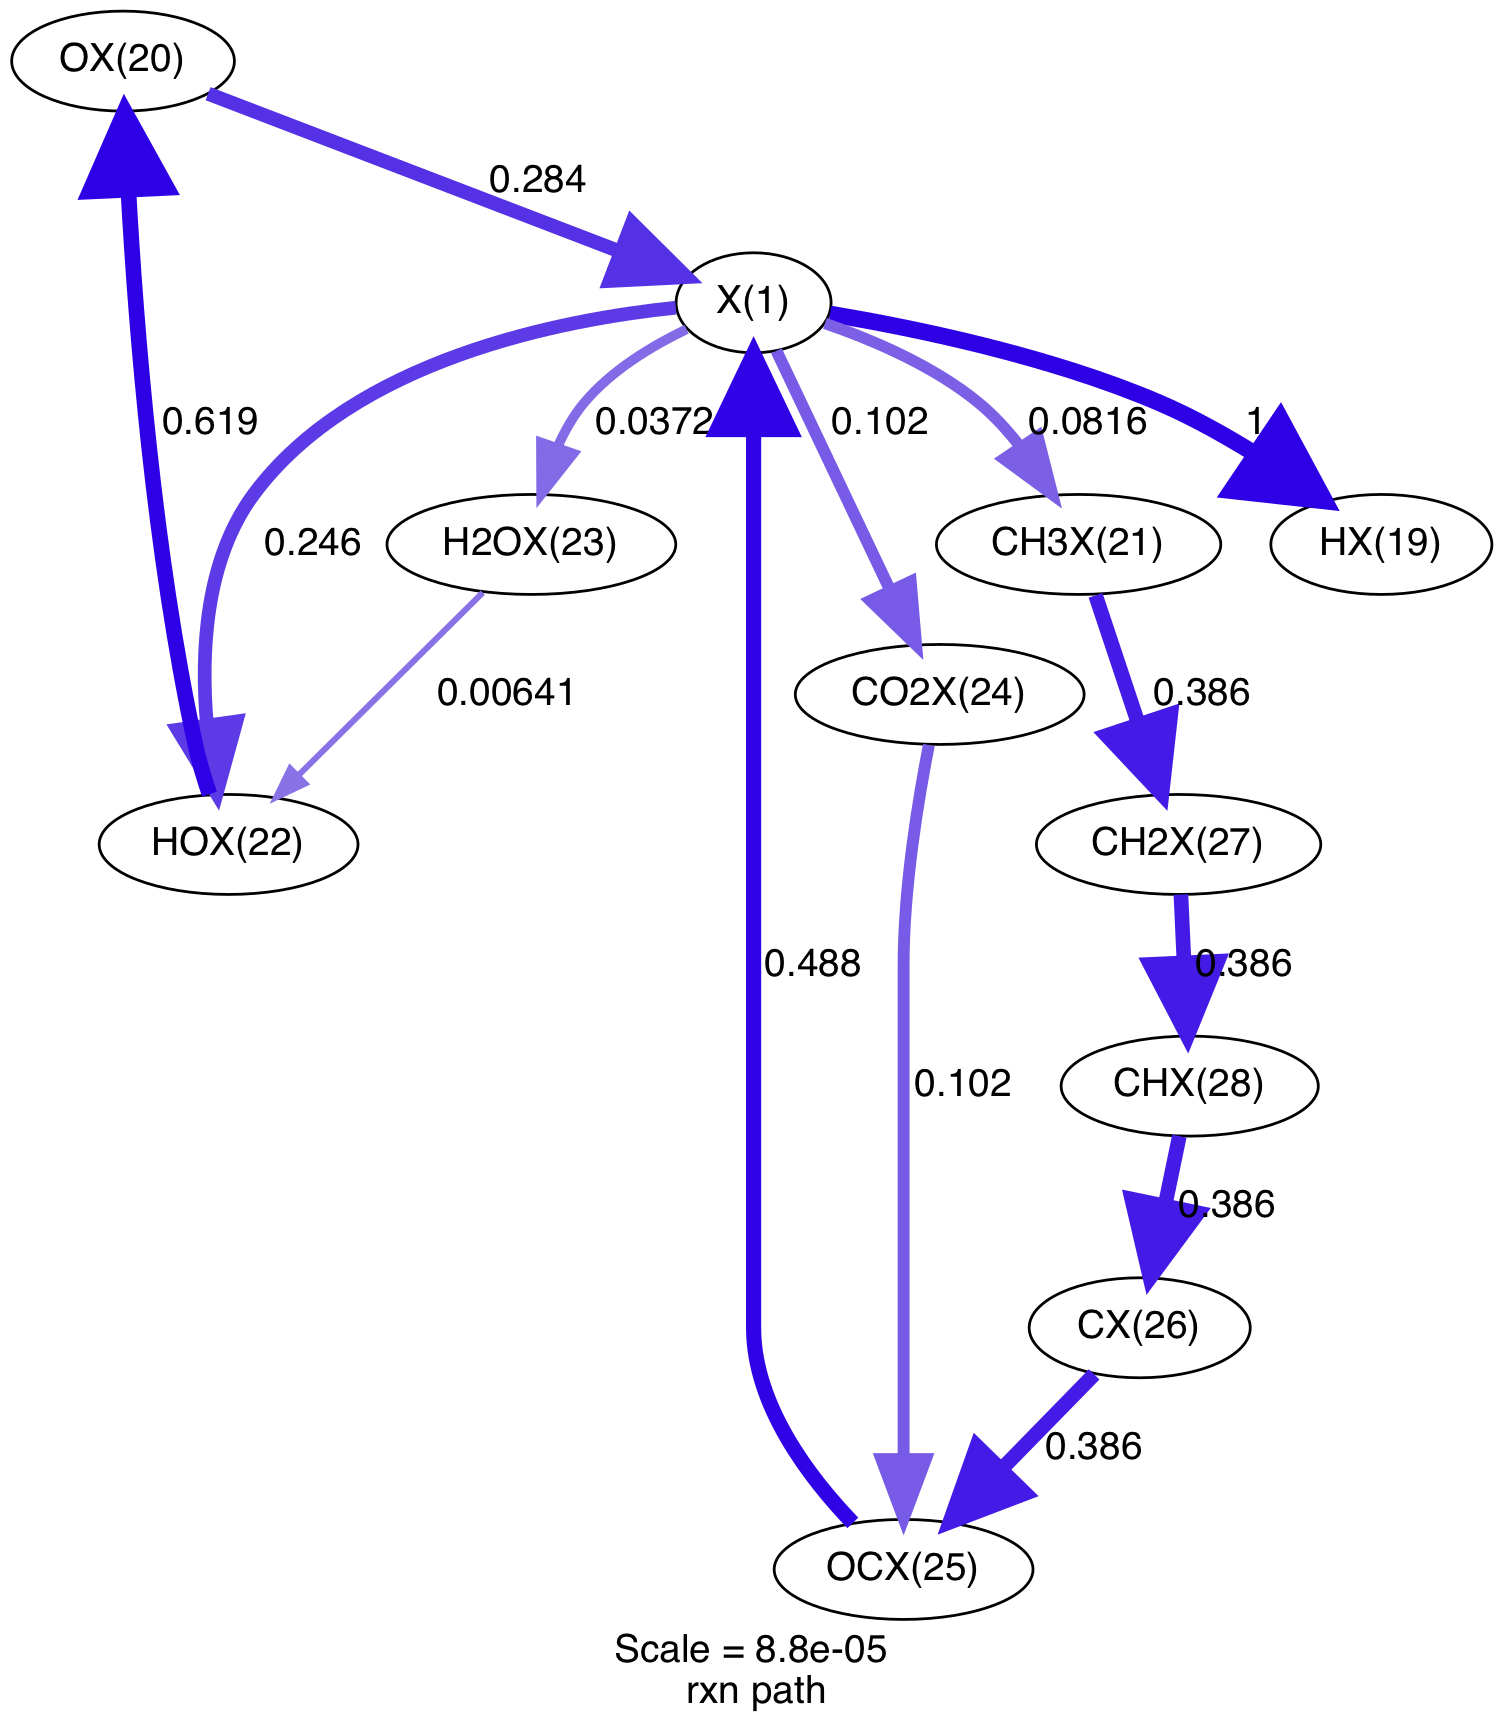 OX(20)
0.284
X(1)
0.619
0.0372
0.102
0.0816
1
0.246
H2OX(23)
CH3X(21)
HX(19)
0.00641
CO2X(24)
0.386
HOX(22)
CH2X(27)
0.488
0.386
0.102
CHX(28)
0.386
CX(26)
0.386
OCX(25)
Scale = 8.8e-05
rxn path